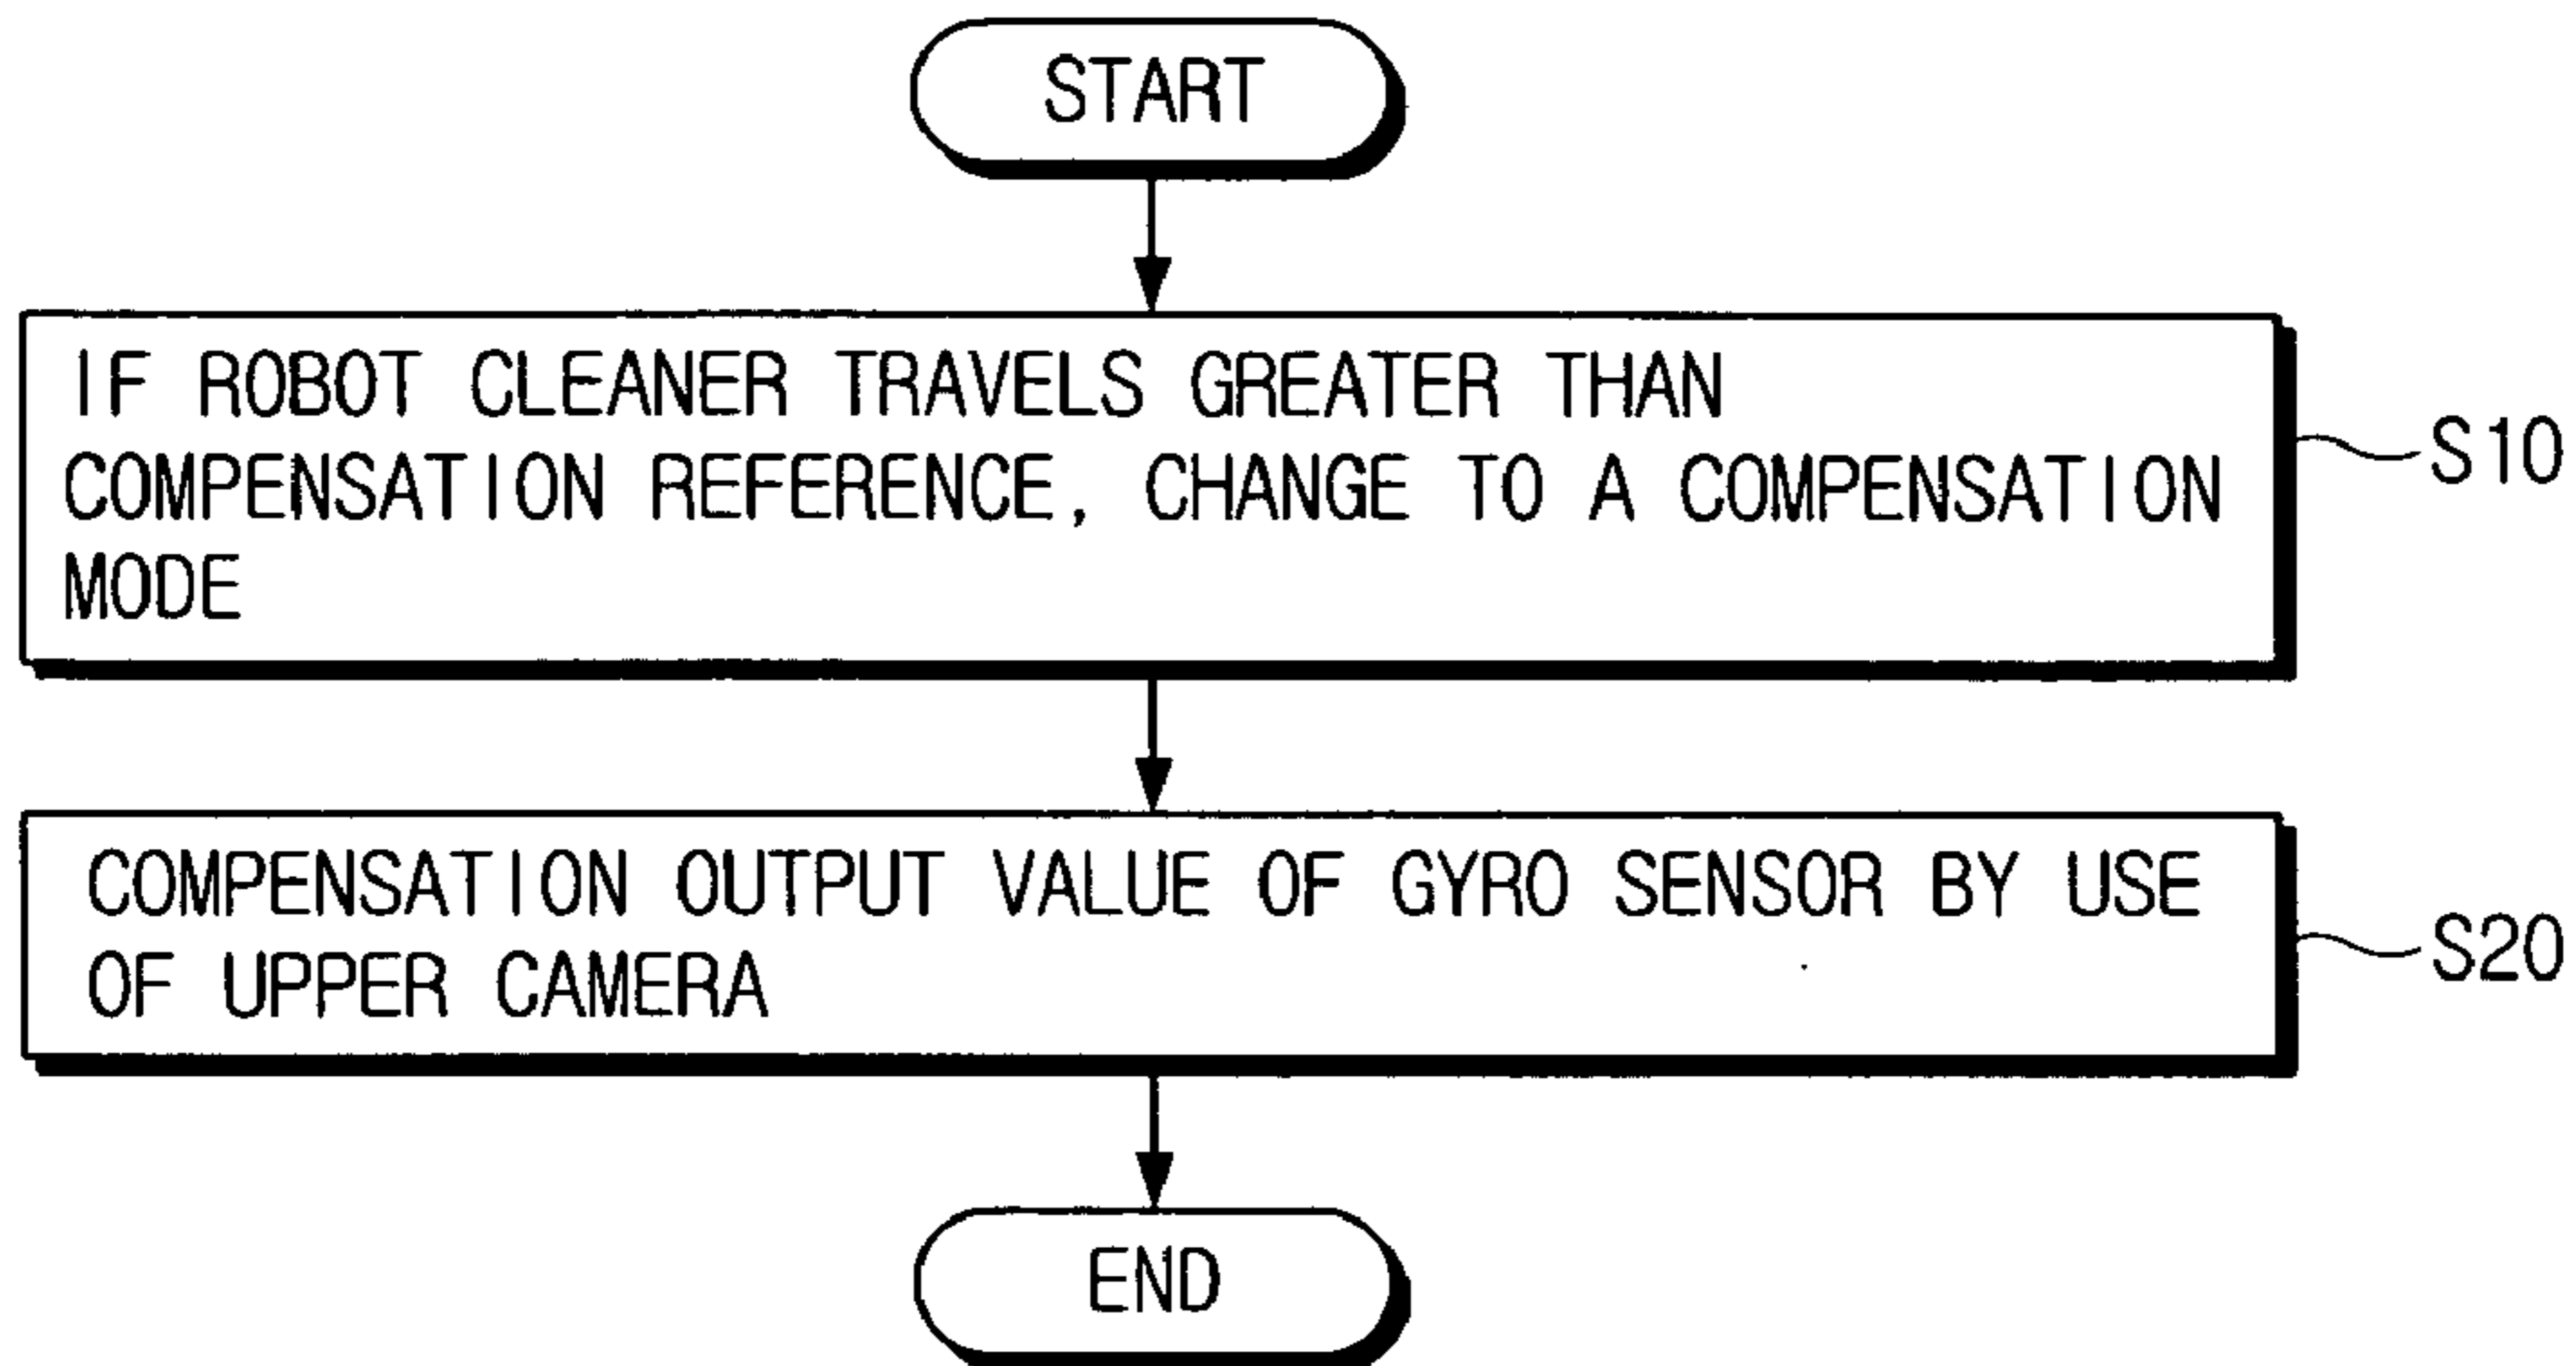 START
IF ROBOT CLEANER TRAVELS GREATER THAN
COMPENSATION REFERENCE, CHANGE TO A COMPENSATION
MODE
S10
COMPENSATION OUTPUT VALUE OF GYRO SENSOR BY USE
OF UPPER CAMERA
S20
END